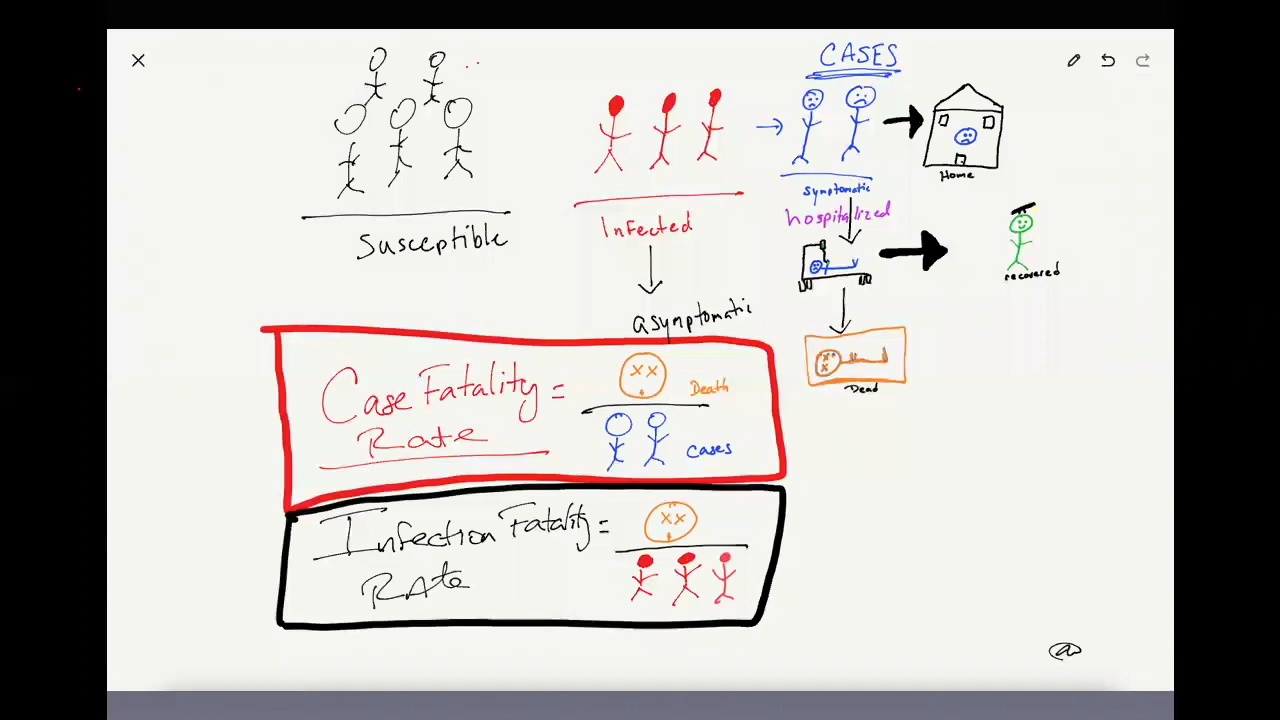 CASES
Home
symptomatic
hospitalized
Susceptible
Infected
recovered
asymptomatic
Dead
Case Fatality =
Rate
Death
Cases
Infection Fatality =
RAte